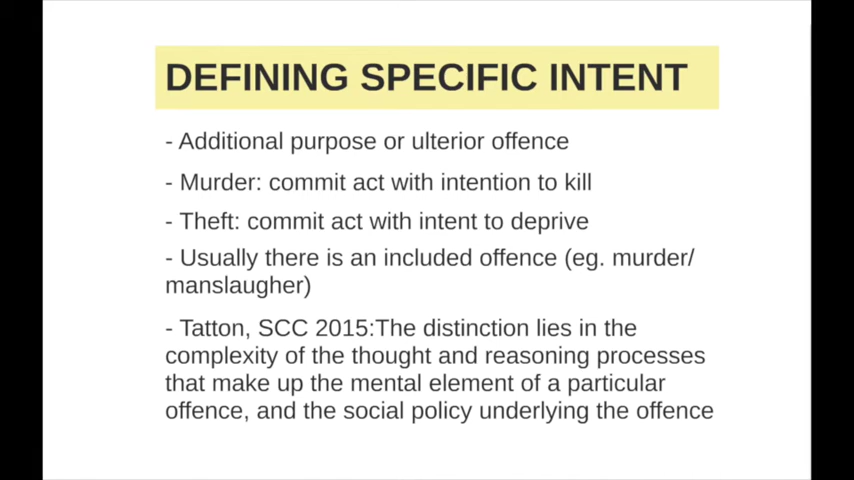 DEFINING SPECIFIC INTENT
- Additional purpose or ulterior offence
- Murder: commit act with intention to kill
- Theft: commit act with intent to deprive
- Usually there is an included offence (eg. murder/
manslaugher)
- Tatton, SCC 2015:The distinction lies in the
complexity of the thought and reasoning processes
that make up the mental element of a particular
offence, and the social policy underlying the offence